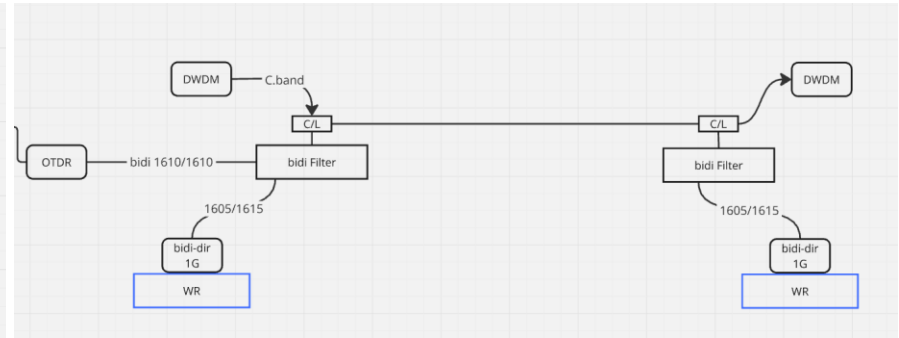 DWDM
C.band
DWDM
C/L
C/L
OTDR
bidi 1610/1610
bidi Filter
bidi Filter
1605/1615
1605/1615
bidi-dir
1G
bidi-dir
1G
WR
WR